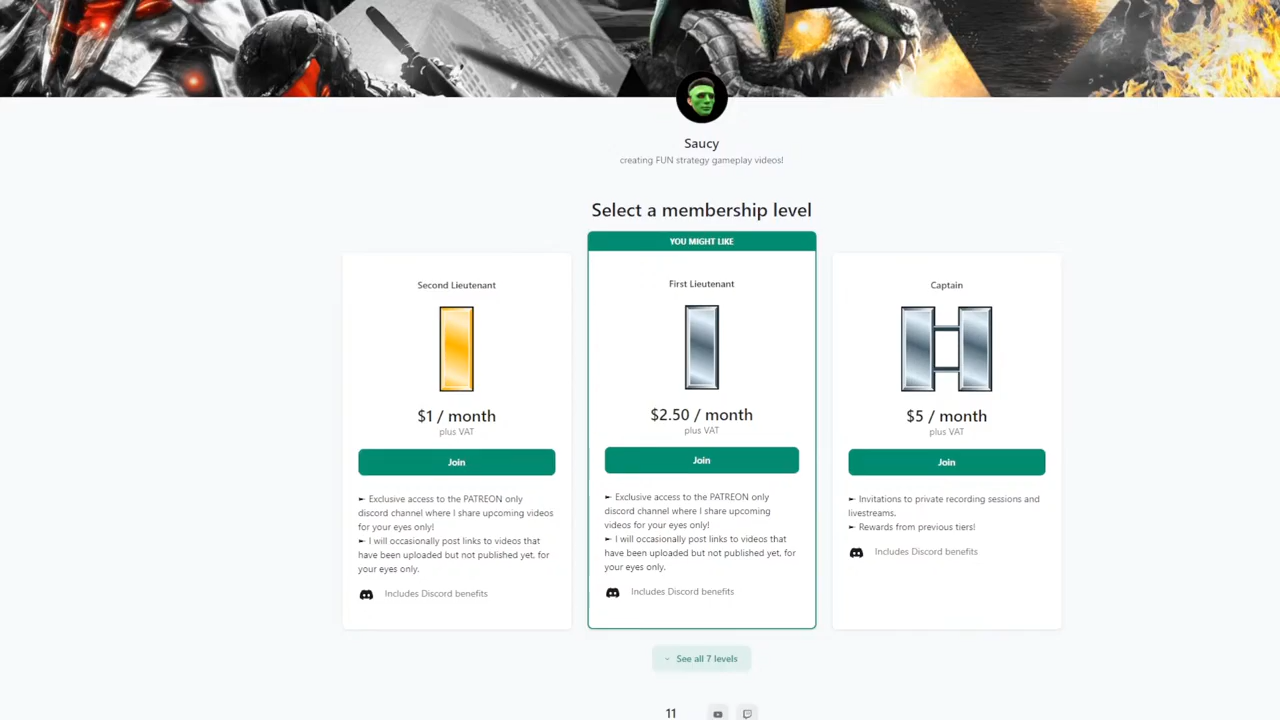 Saucy
creating FUN strategy gameplay videos!
Select a membership level
YOU MIGHT LIKE
Second Lieutenant
$1 / month
plus VAT
Join
► Exclusive access to the PATREON only
discord channel where I share upcoming videos
for your eyes only!
► I will occasionally post links to videos that
have been uploaded but not published yet, for
your eyes only.
Includes Discord benefits
First Lieutenant
$2.50 / month
plus VAT
Join
► Exclusive access to the PATREON only
discord channel where I share upcoming
videos for your eyes only!
► I will occasionally post links to videos that
have been uploaded but not published yet, for
your eyes only.
Includes Discord benefits
Captain
$5 / month
plus VAT
Join
► Invitations to private recording sessions and
livestreams.
► Rewards from previous tiers!
Includes Discord benefits
See all 7 levels
11